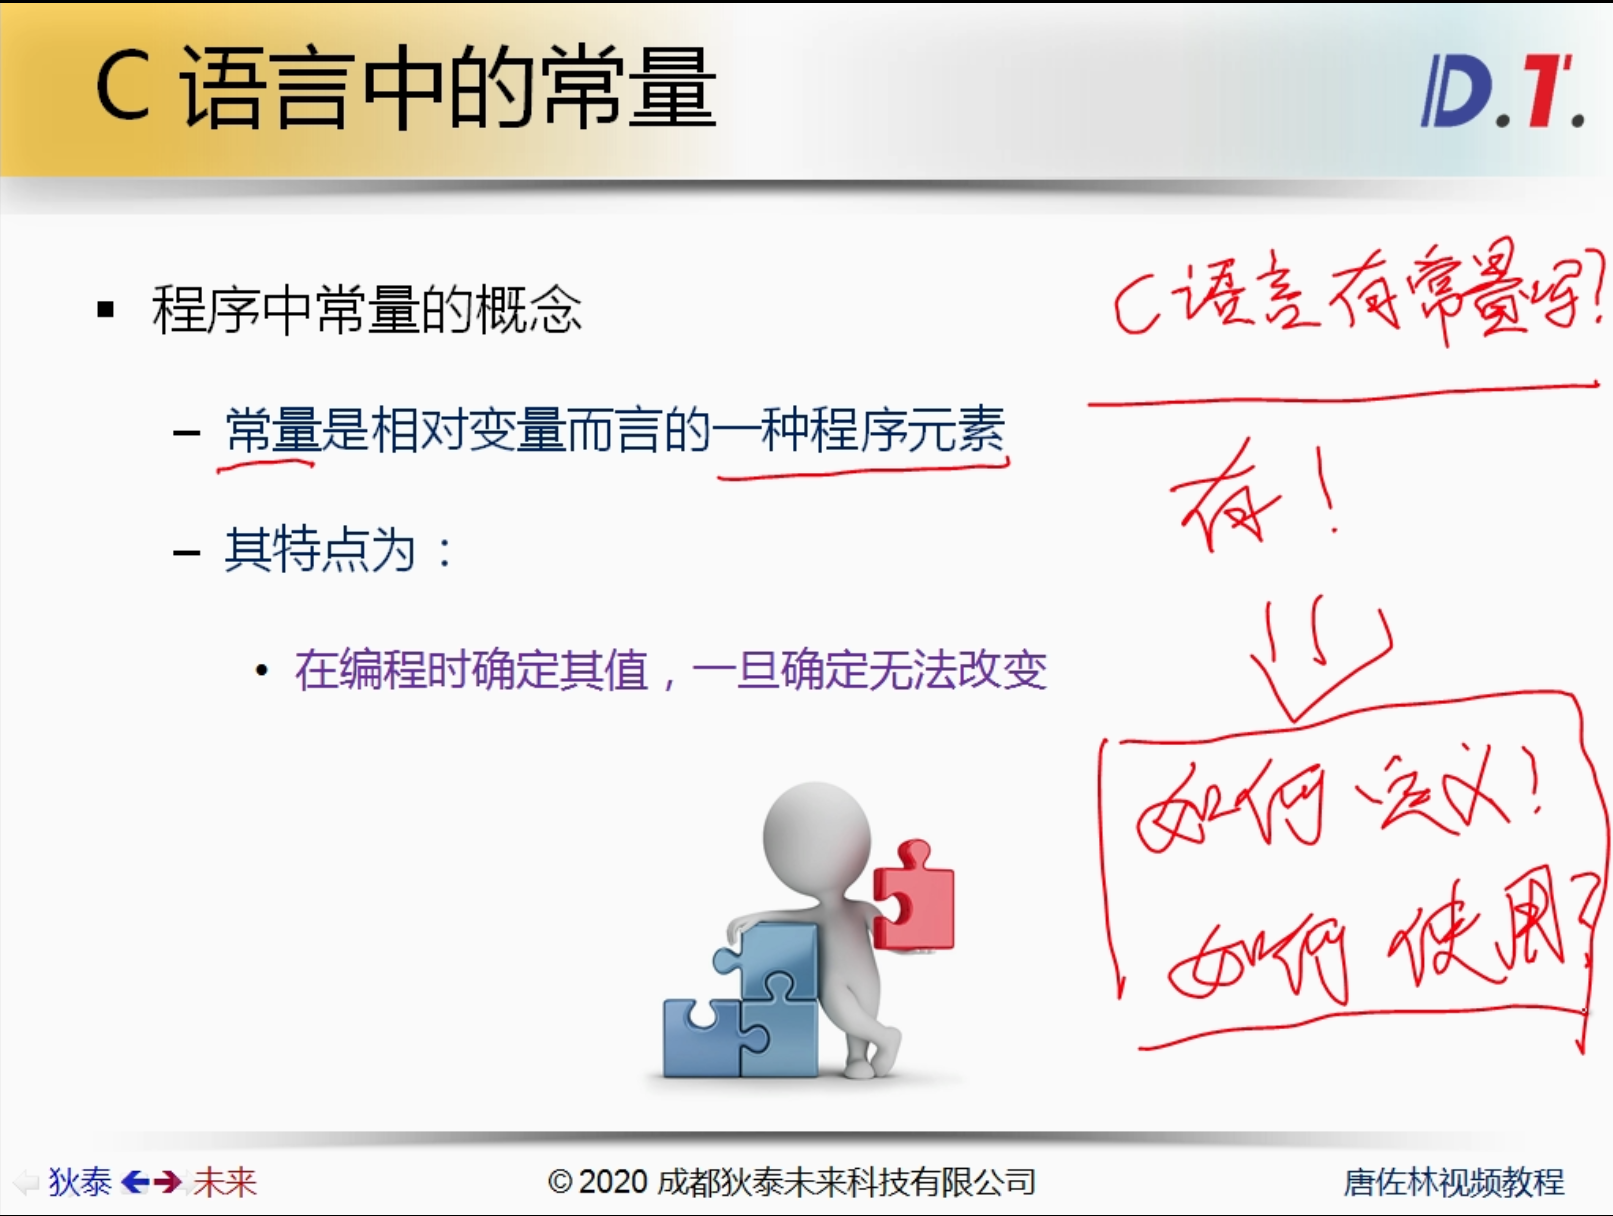 C 语言中的常量
D.T.
▪ 程序中常量的概念
– 常量是相对变量而言的一种程序元素
– 其特点为：
• 在编程时确定其值，一旦确定无法改变
C语言有常量吗?
有!
如何定义?
如何使用?
狄泰 未来
© 2020 成都狄泰未来科技有限公司
唐佐林视频教程